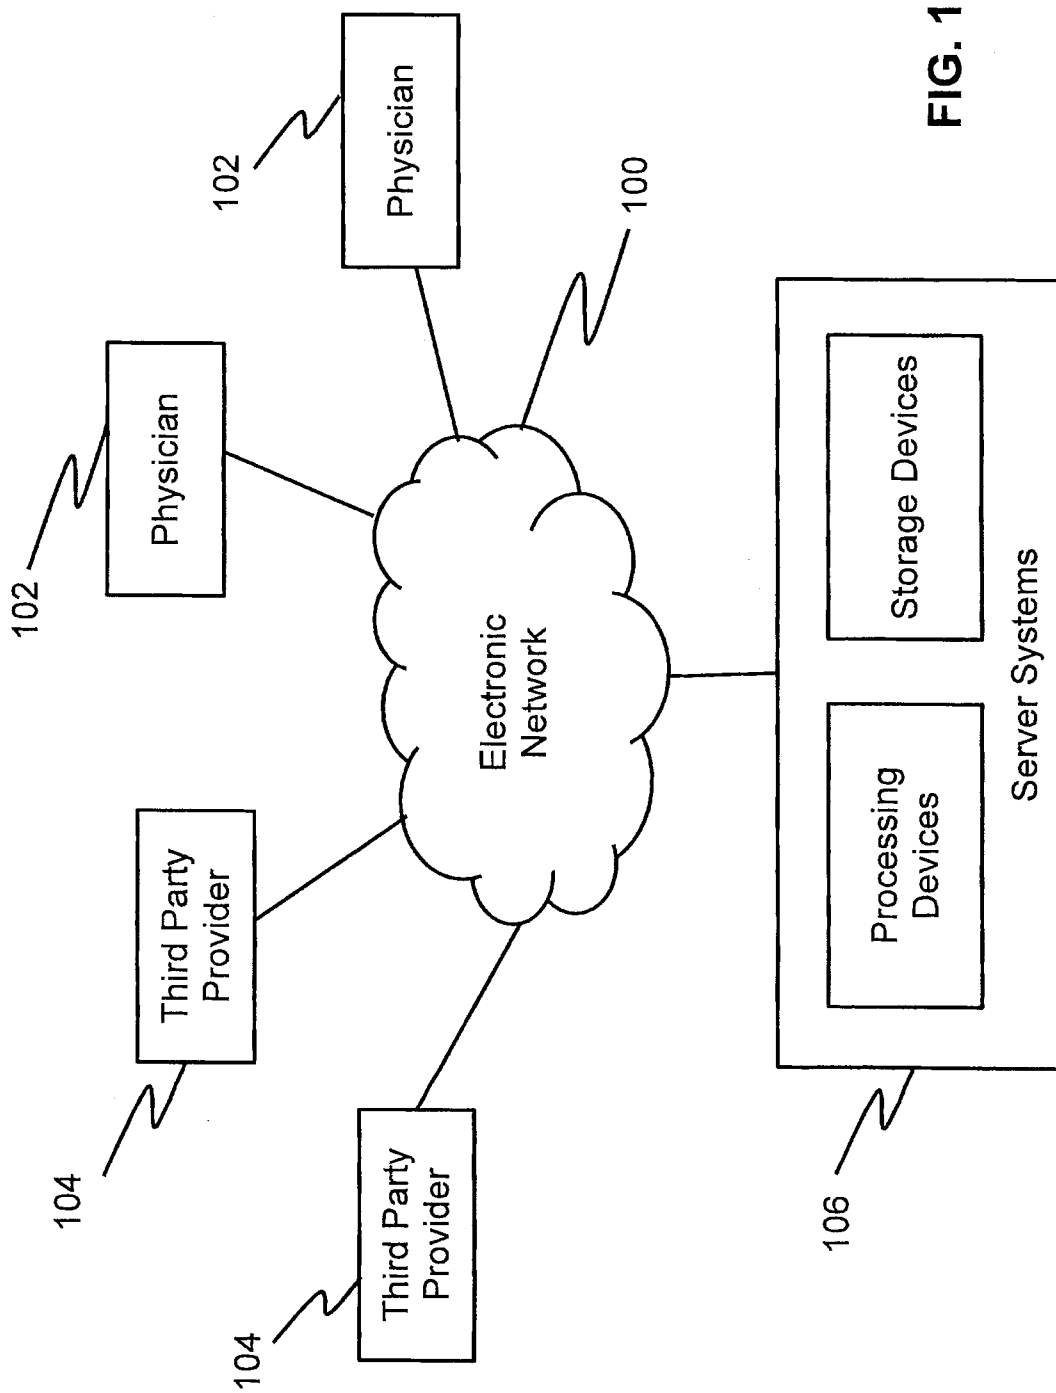 102
Physician
102
Physician
104
Third Party
Provider
104
Third Party
Provider
100
Electronic
Network
106
Processing
Devices
Storage Devices
Server Systems
FIG. 1